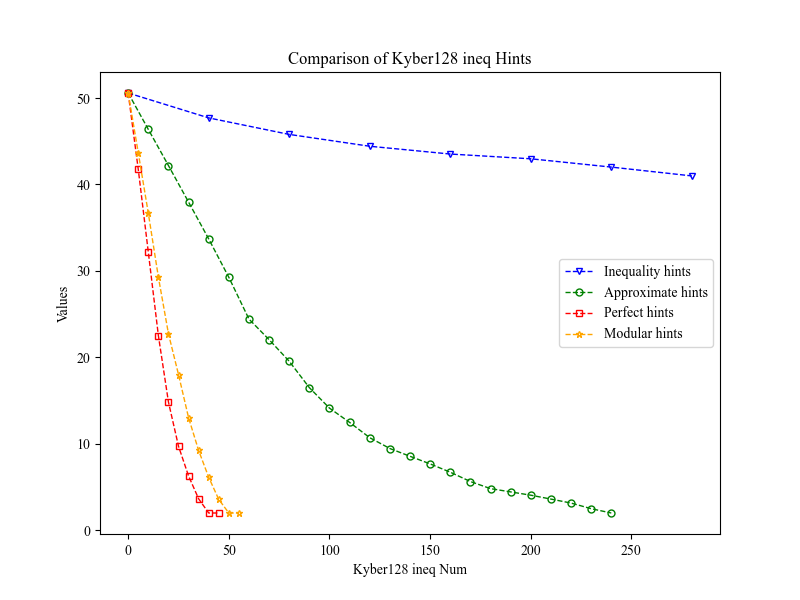 Comparison of Kyber128 ineq Hints
Values
50
40
30
20
10
0
Inequality hints
Approximate hints
Perfect hints
Modular hints
0 50 100 150 200 250
Kyber128 ineq Num